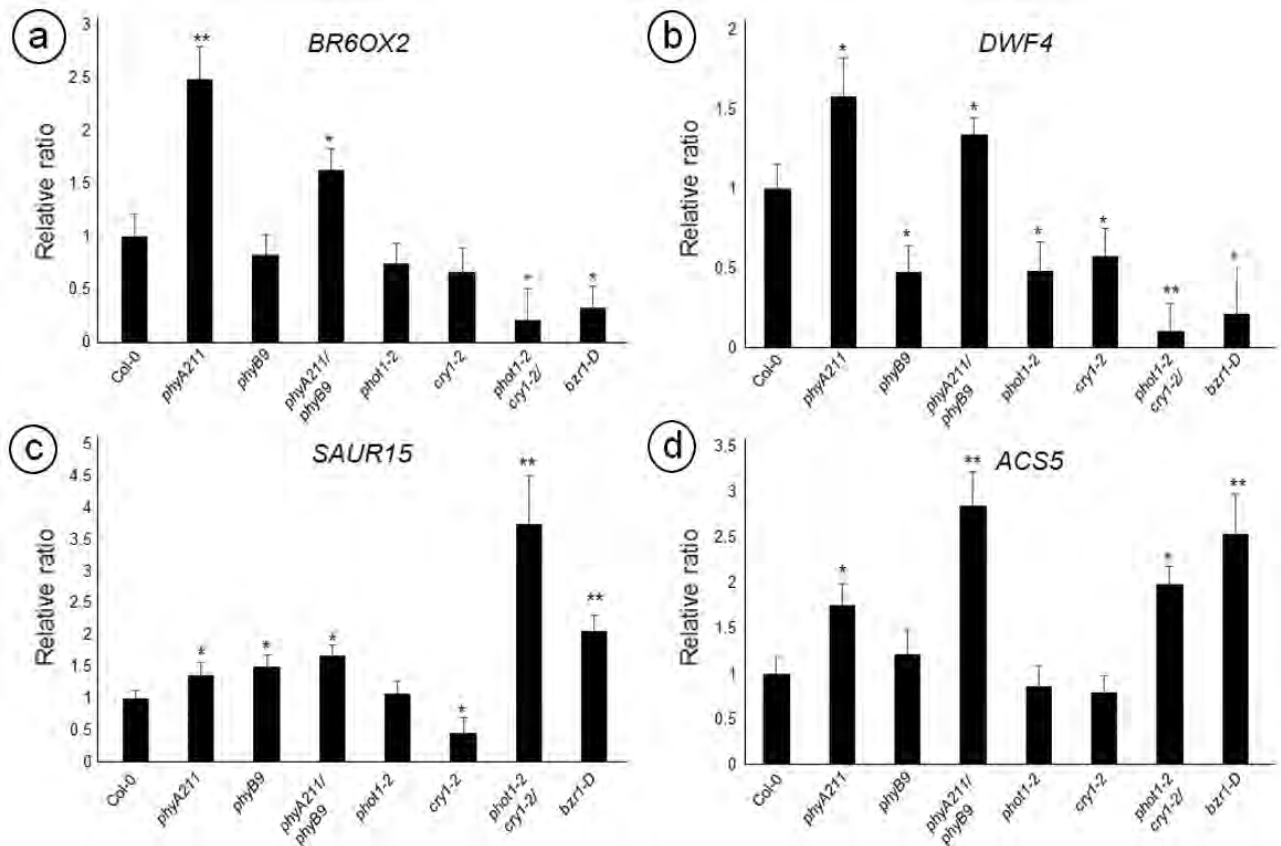 a
BR6OX2
Relative ratio
3
2.5
2
1.5
1
0.5
0
**
*
*
*
Col-0
phyA211
phyB9
phyA211/
phyB9
phot1-2
cry1-2
phot1-2
cry1-2/
bzr1-D
b
DWF4
Relative ratio
2
1.5
1
0.5
0
*
*
*
*
*
**
*
Col-0
phyA211
phyB9
phyA211/
phyB9
phot1-2
cry1-2
phot1-2
cry1-2/
bzr1-D
c
SAUR15
Relative ratio
5
4.5
4
3.5
3
2.5
2
1.5
1
0.5
0
*
*
*
*
**
**
Col-0
phyA211
phyB9
phyA211/
phyB9
phot1-2
cry1-2
phot1-2
cry1-2/
bzr1-D
d
ACS5
Relative ratio
3.5
3
2.5
2
1.5
1
0.5
0
*
**
*
**
Col-0
phyA211
phyB9
phyA211/
phyB9
phot1-2
cry1-2
phot1-2
cry1-2/
bzr1-D